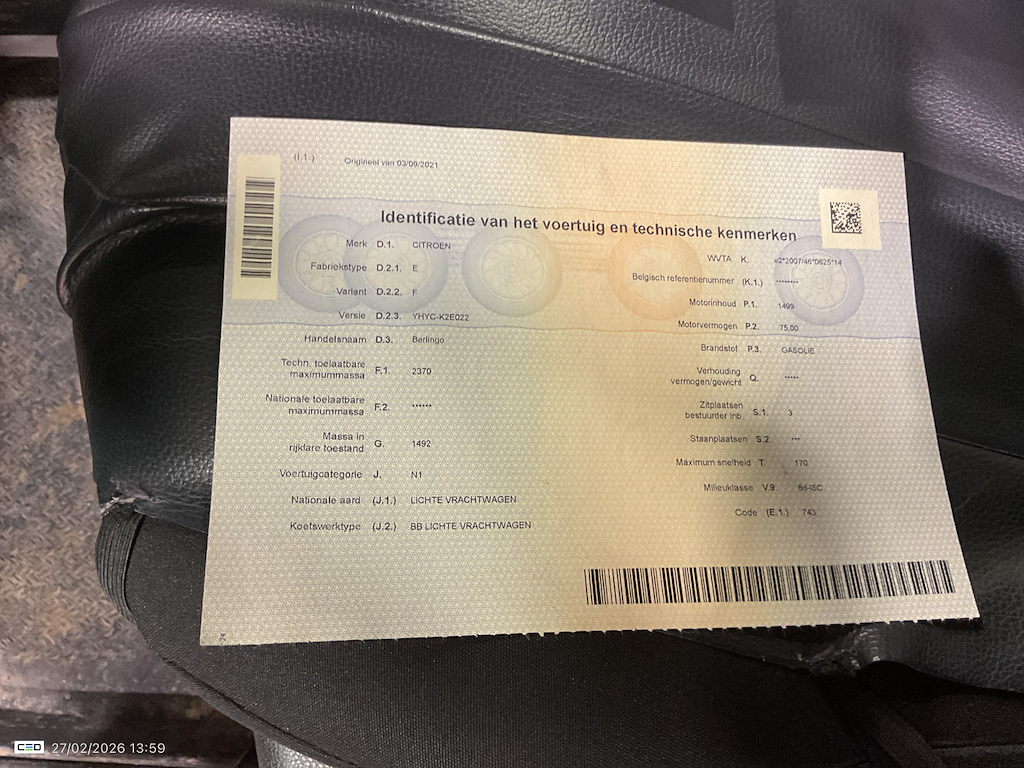 (I.1.) Origineel van 03/09/2021
Identificatie van het voertuig en technische kenmerken
Merk D.1. CITROEN
Fabriekstype D.2.1. E
Variant D.2.2. F
Versie D.2.3. YHYC-K2E022
Handelsnaam D.3. Berlingo
Techn. toelaatbare
maximummassa F.1. 2370
Nationale toelaatbare
maximummassa F.2. ******
Massa in
rijklare toestand G. 1492
Voertuigcategorie J. N1
Nationale aard (J.1.) LICHTE VRACHTWAGEN
Koetswerktype (J.2.) BB LICHTE VRACHTWAGEN
WVTA K. e2*2007/46*0625*14
Belgisch referentienummer (K.1.) ********
Motorinhoud P.1. 1499
Motorvermogen P.2. 75,00
Brandstof P.3. GASOLIE
Verhouding
vermogen/gewicht Q. *****
Zitplaatsen
bestuurder inb. S.1. 3
Staanplaatsen S.2. ***
Maximum snelheid T. 170
Milieuklasse V.9. 6d-ISC
Code (E.1.) 743
CEO 27/02/2026 13:59